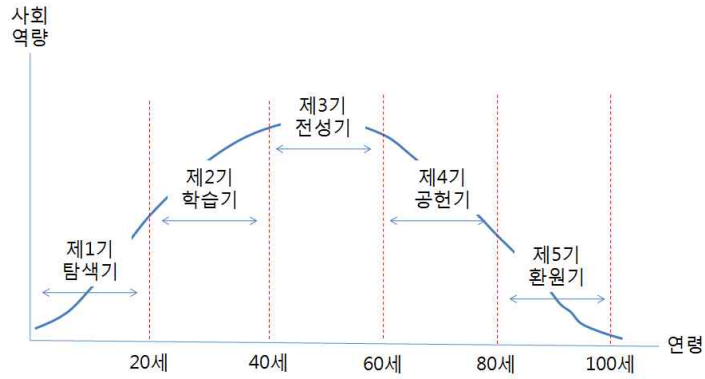 사회
역량
제3기
전성기
제2기
학습기
제4기
공헌기
제1기
탐색기
제5기
환원기
연령
20세
40세
60세
80세
100세